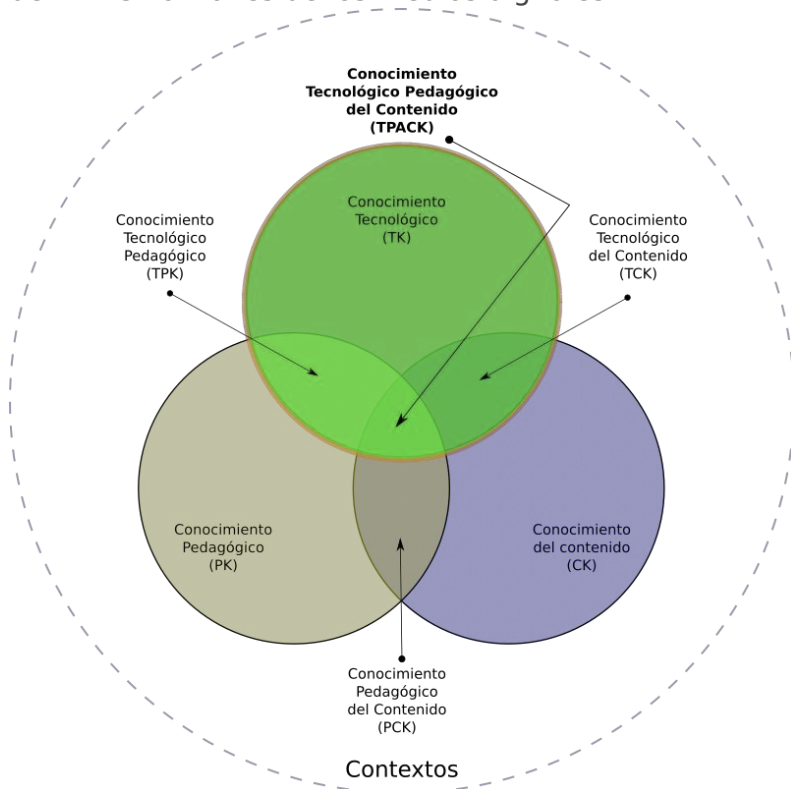 Conocimiento
Tecnológico Pedagógico
del Contenido
(TPACK)
Conocimiento
Tecnológico
(TK)
Conocimiento
Tecnológico
Pedagógico
(TPK)
Conocimiento
Tecnológico
del Contenido
(TCK)
Conocimiento
Pedagógico
(PK)
Conocimiento
del contenido
(CK)
Conocimiento
Pedagógico
del Contenido
(PCK)
Contextos